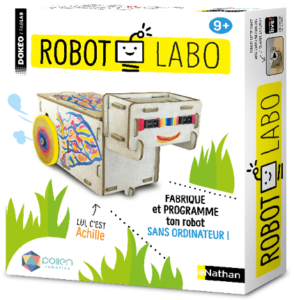 DOKÉO FABLAB
9+
ROBOT LABO
FABRIQUE
et PROGRAMME
ton robot
SANS ORDINATEUR !
LUI, C'EST
Achille
pollen
robotics
Nathan
ROBOT LABO